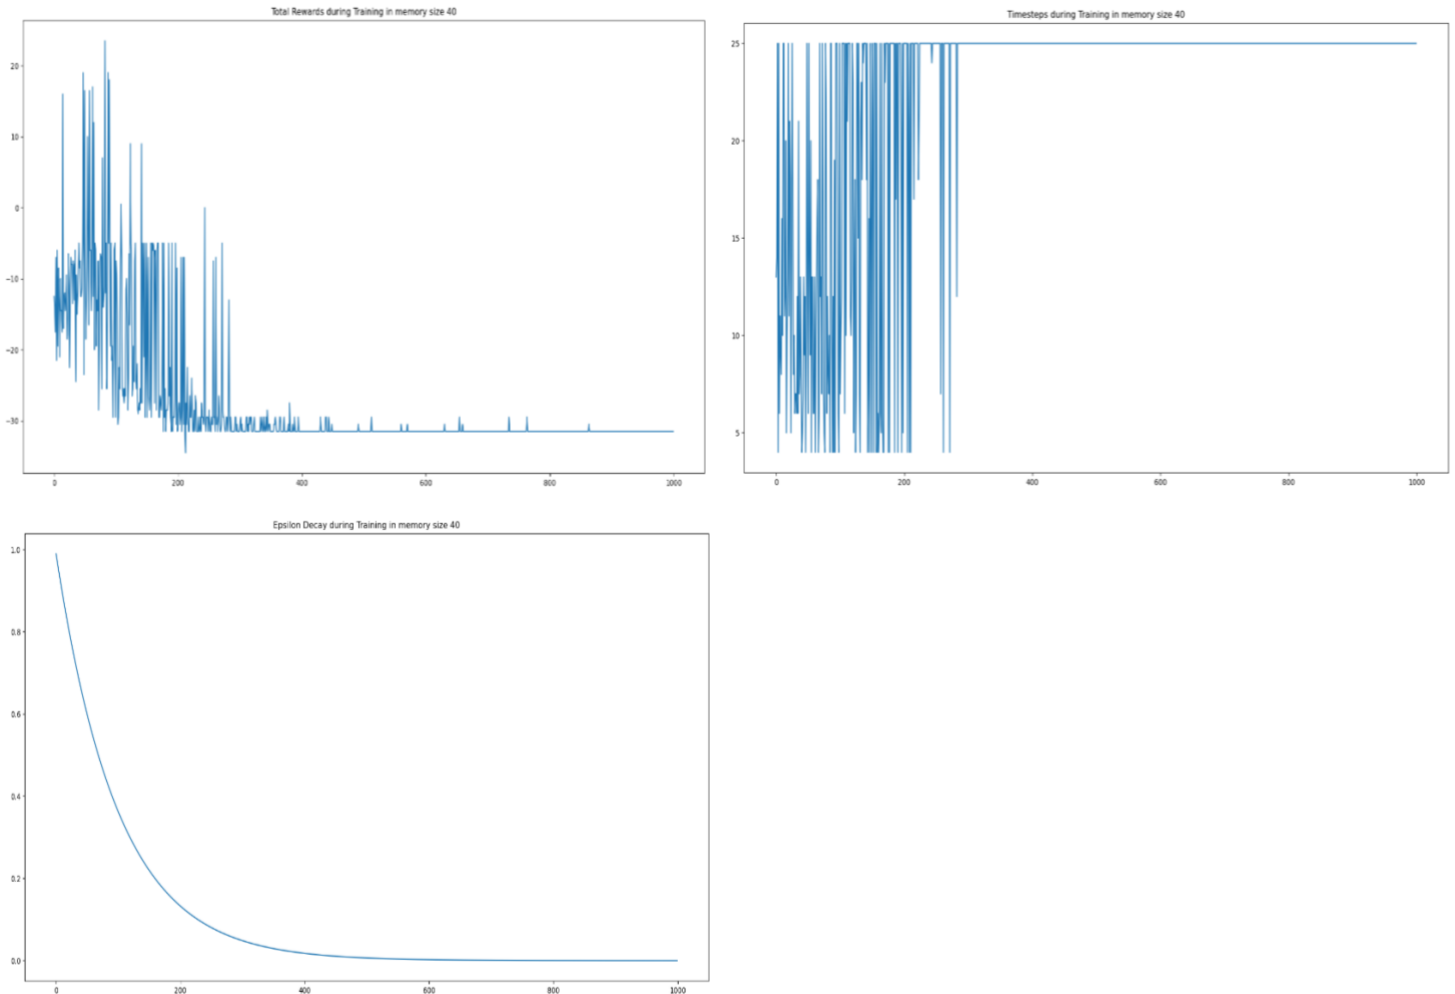 Total Rewards during Training in memory size 40
20
10
0
−10
−20
−30
0 200 400 600 800 1000
Timesteps during Training in memory size 40
25
20
15
10
5
0 200 400 600 800 1000
Epsilon Decay during Training in memory size 40
1.0
0.8
0.6
0.4
0.2
0.0
0 200 400 600 800 1000